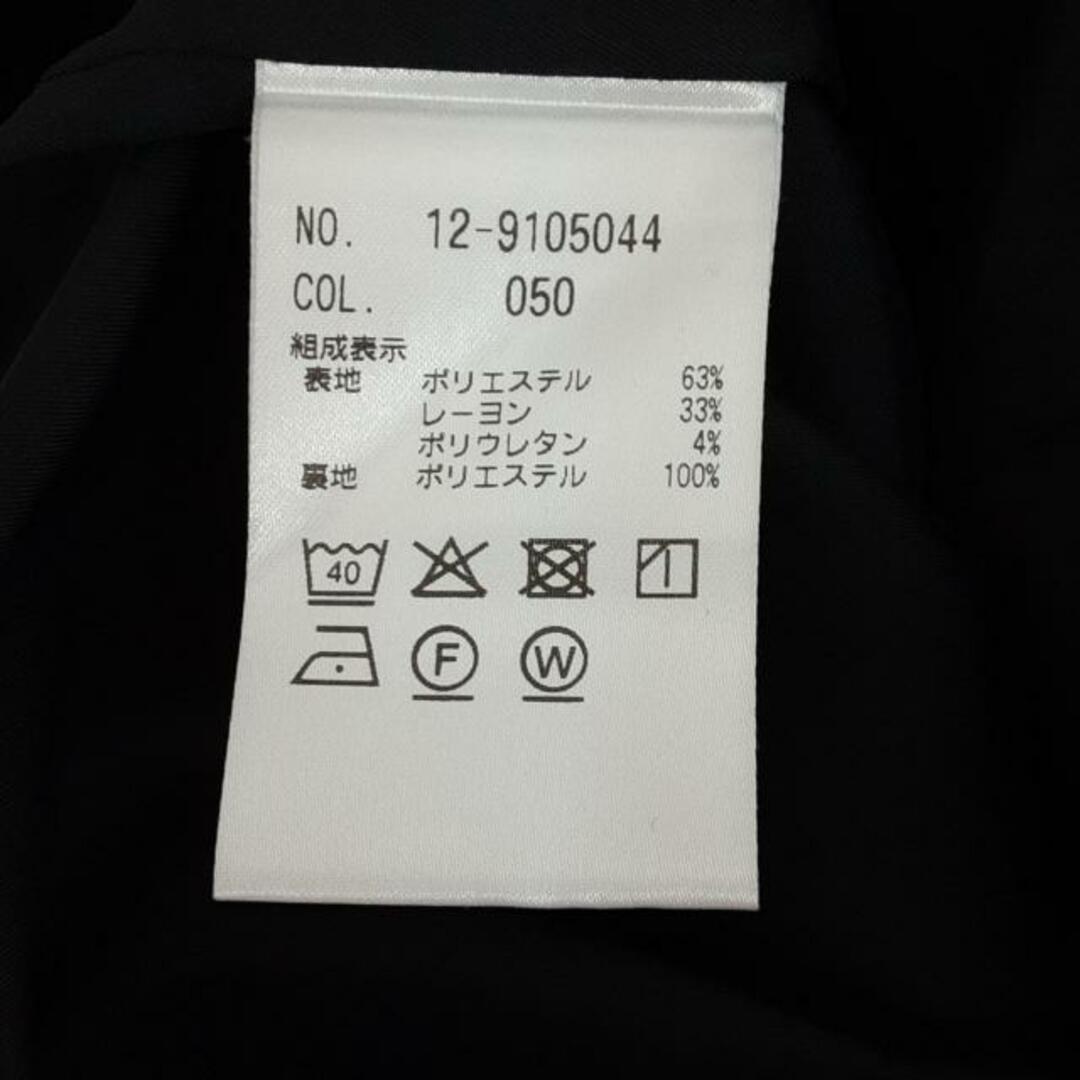 NO. 12-9105044
COL. 050
組成表示
表地 ポリエステル 63%
レーヨン 33%
ポリウレタン 4%
裏地 ポリエステル 100%
40
F W